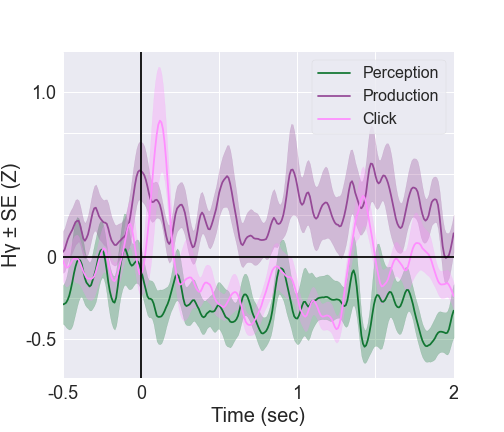 Perception
Production
Click
1.0
0
-0.5
Hγ ± SE (Z)
-0.5
0
1
2
Time (sec)